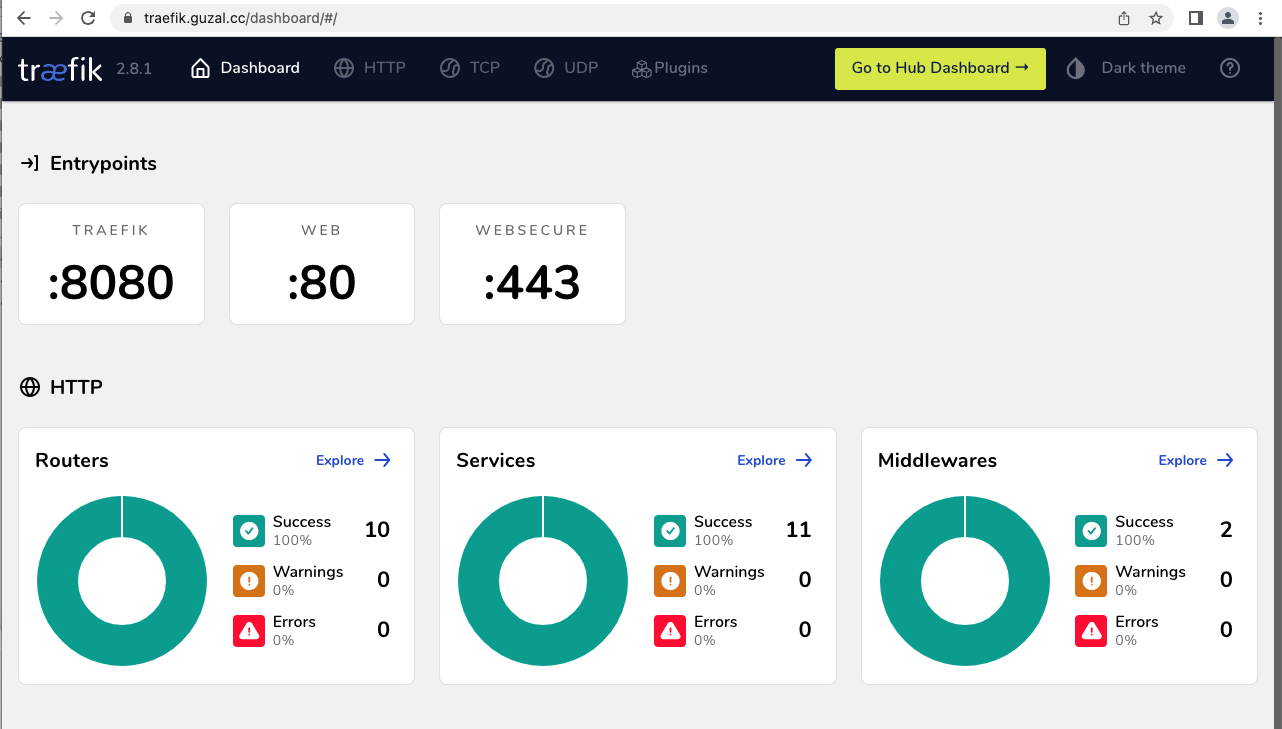 traefik.guzal.cc/dashboard/#/
træfik 2.8.1 Dashboard HTTP TCP UDP Plugins Go to Hub Dashboard → Dark theme
Entrypoints
TRAEFIK WEB WEBSECURE
:8080 :80 :443
HTTP
Routers Explore
Success 10
100%
Warnings 0
0%
Errors 0
0%
Services Explore
Success 11
100%
Warnings 0
0%
Errors 0
0%
Middlewares Explore
Success 2
100%
Warnings 0
0%
Errors 0
0%